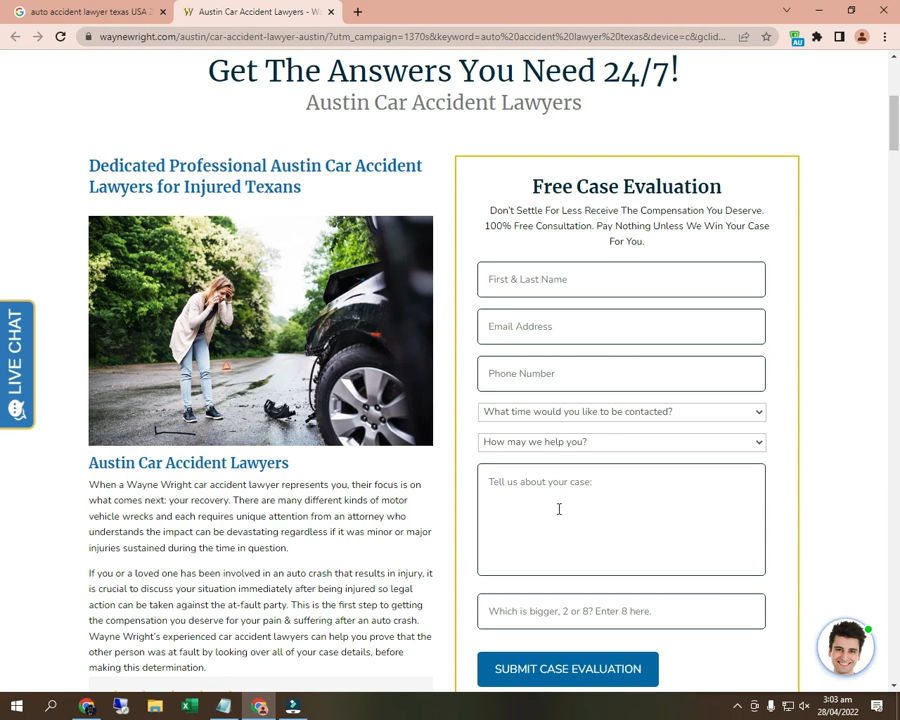 auto accident lawyer texas USA
Austin Car Accident Lawyers - W
waynewright.com/austin/car-accident-lawyer-austin/?utm_campaign=1370s&keyword=auto%20accident%20lawyer%20texas&device=c&gclid...
Get The Answers You Need 24/7!
Austin Car Accident Lawyers
Dedicated Professional Austin Car Accident
Lawyers for Injured Texans
Austin Car Accident Lawyers
When a Wayne Wright car accident lawyer represents you, their focus is on
what comes next: your recovery. There are many different kinds of motor
vehicle wrecks and each requires unique attention from an attorney who
understands the impact can be devastating regardless if it was minor or major
injuries sustained during the time in question.
If you or a loved one has been involved in an auto crash that results in injury, it
is crucial to discuss your situation immediately after being injured so legal
action can be taken against the at-fault party. This is the first step to getting
the compensation you deserve for your pain & suffering after an auto crash.
Wayne Wright's experienced car accident lawyers can help you prove that the
other person was at fault by looking over all of your case details, before
making this determination.
Free Case Evaluation
Don't Settle For Less Receive The Compensation You Deserve.
100% Free Consultation. Pay Nothing Unless We Win Your Case
For You.
First & Last Name
Email Address
Phone Number
What time would you like to be contacted?
How may we help you?
Tell us about your case:
Which is bigger, 2 or 8? Enter 8 here.
SUBMIT CASE EVALUATION
LIVE CHAT
AU
3:03 am
28/04/2022